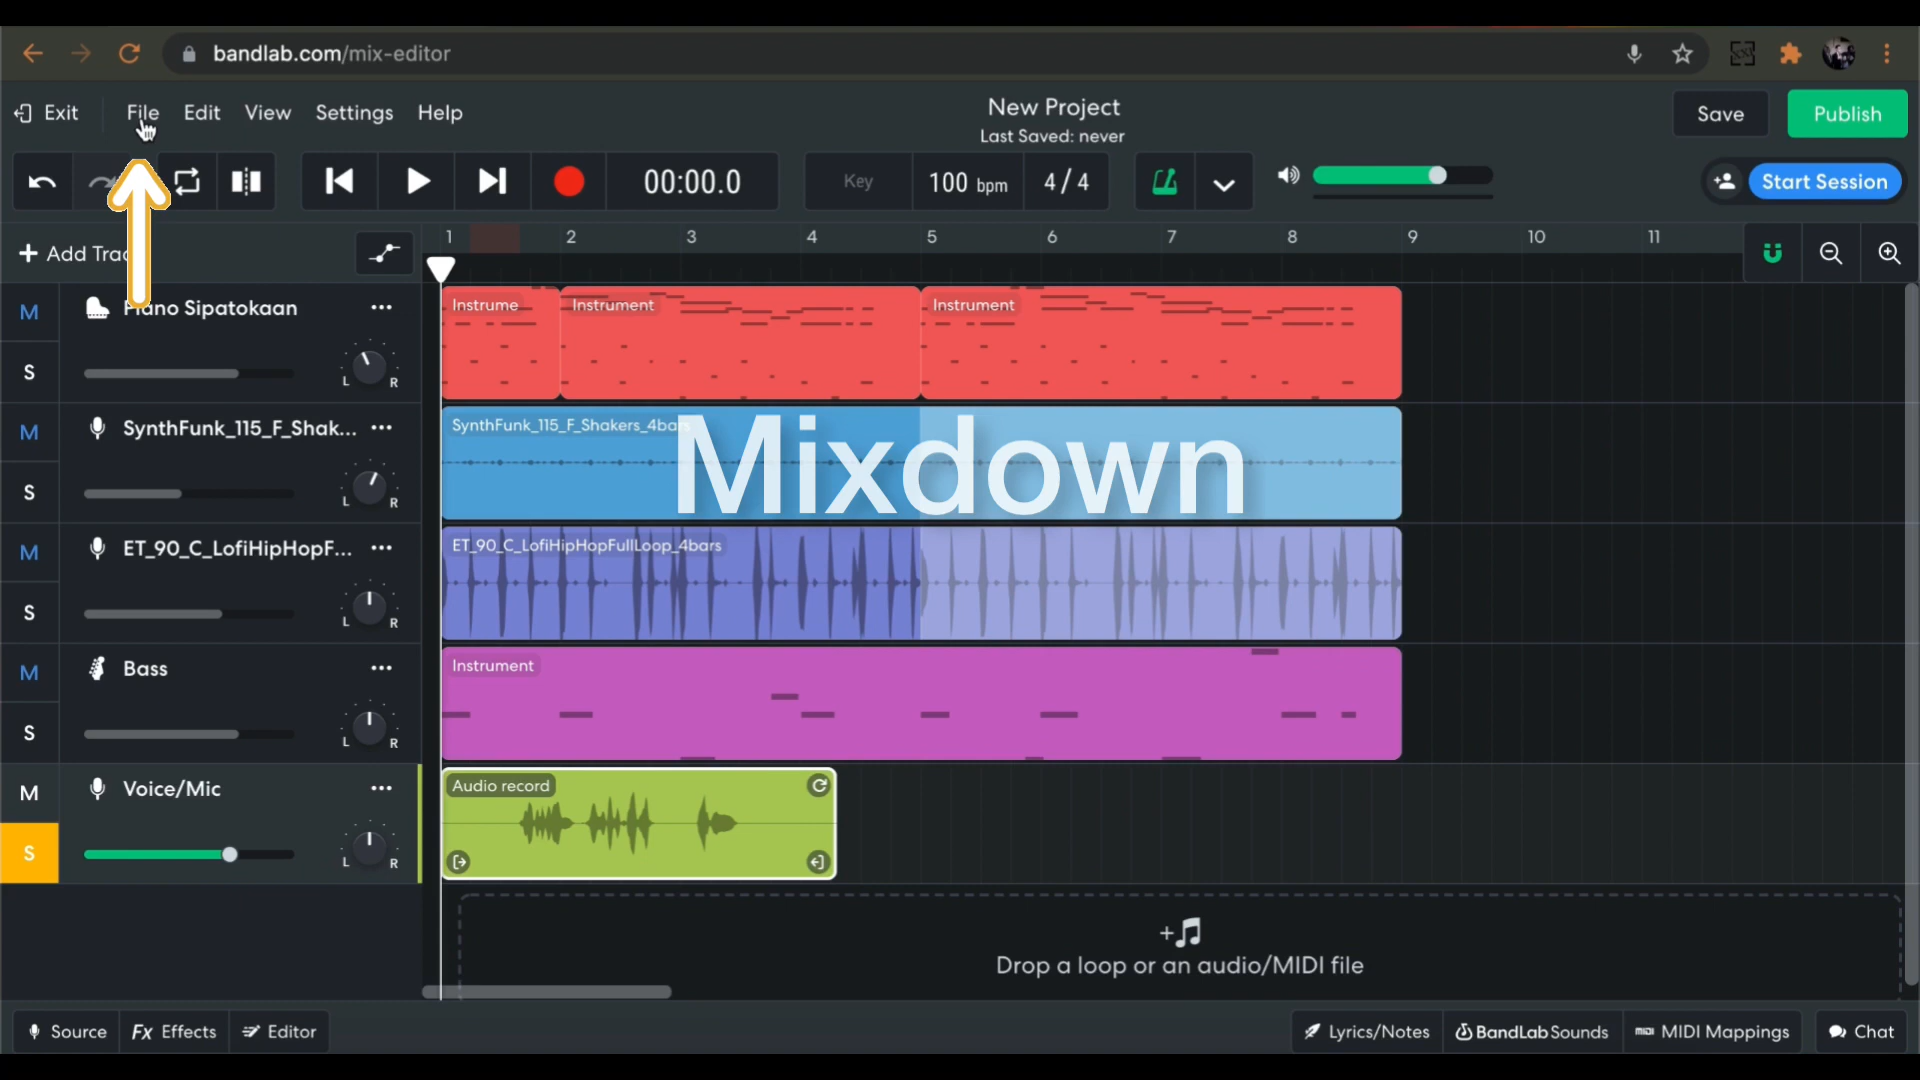 bandlab.com/mix-editor
Exit File Edit View Settings Help
New Project
Last Saved: never
Save Publish
00:00.0 Key 100 bpm 4/4 Start Session
+ Add Trac
1 2 3 4 5 6 7 8 9 10 11
M Piano Sipatokaan
S L R
Instrume Instrument Instrument
M SynthFunk_115_F_Shak...
S L R
SynthFunk_115_F_Shakers_4bars
Mixdown
M ET_90_C_LofiHipHopF...
S L R
ET_90_C_LofiHipHopFullLoop_4bars
M Bass
S L R
Instrument
M Voice/Mic
S L R
Audio record
Drop a loop or an audio/MIDI file
Source Fx Effects Editor Lyrics/Notes BandLab Sounds MIDI MIDI Mappings Chat